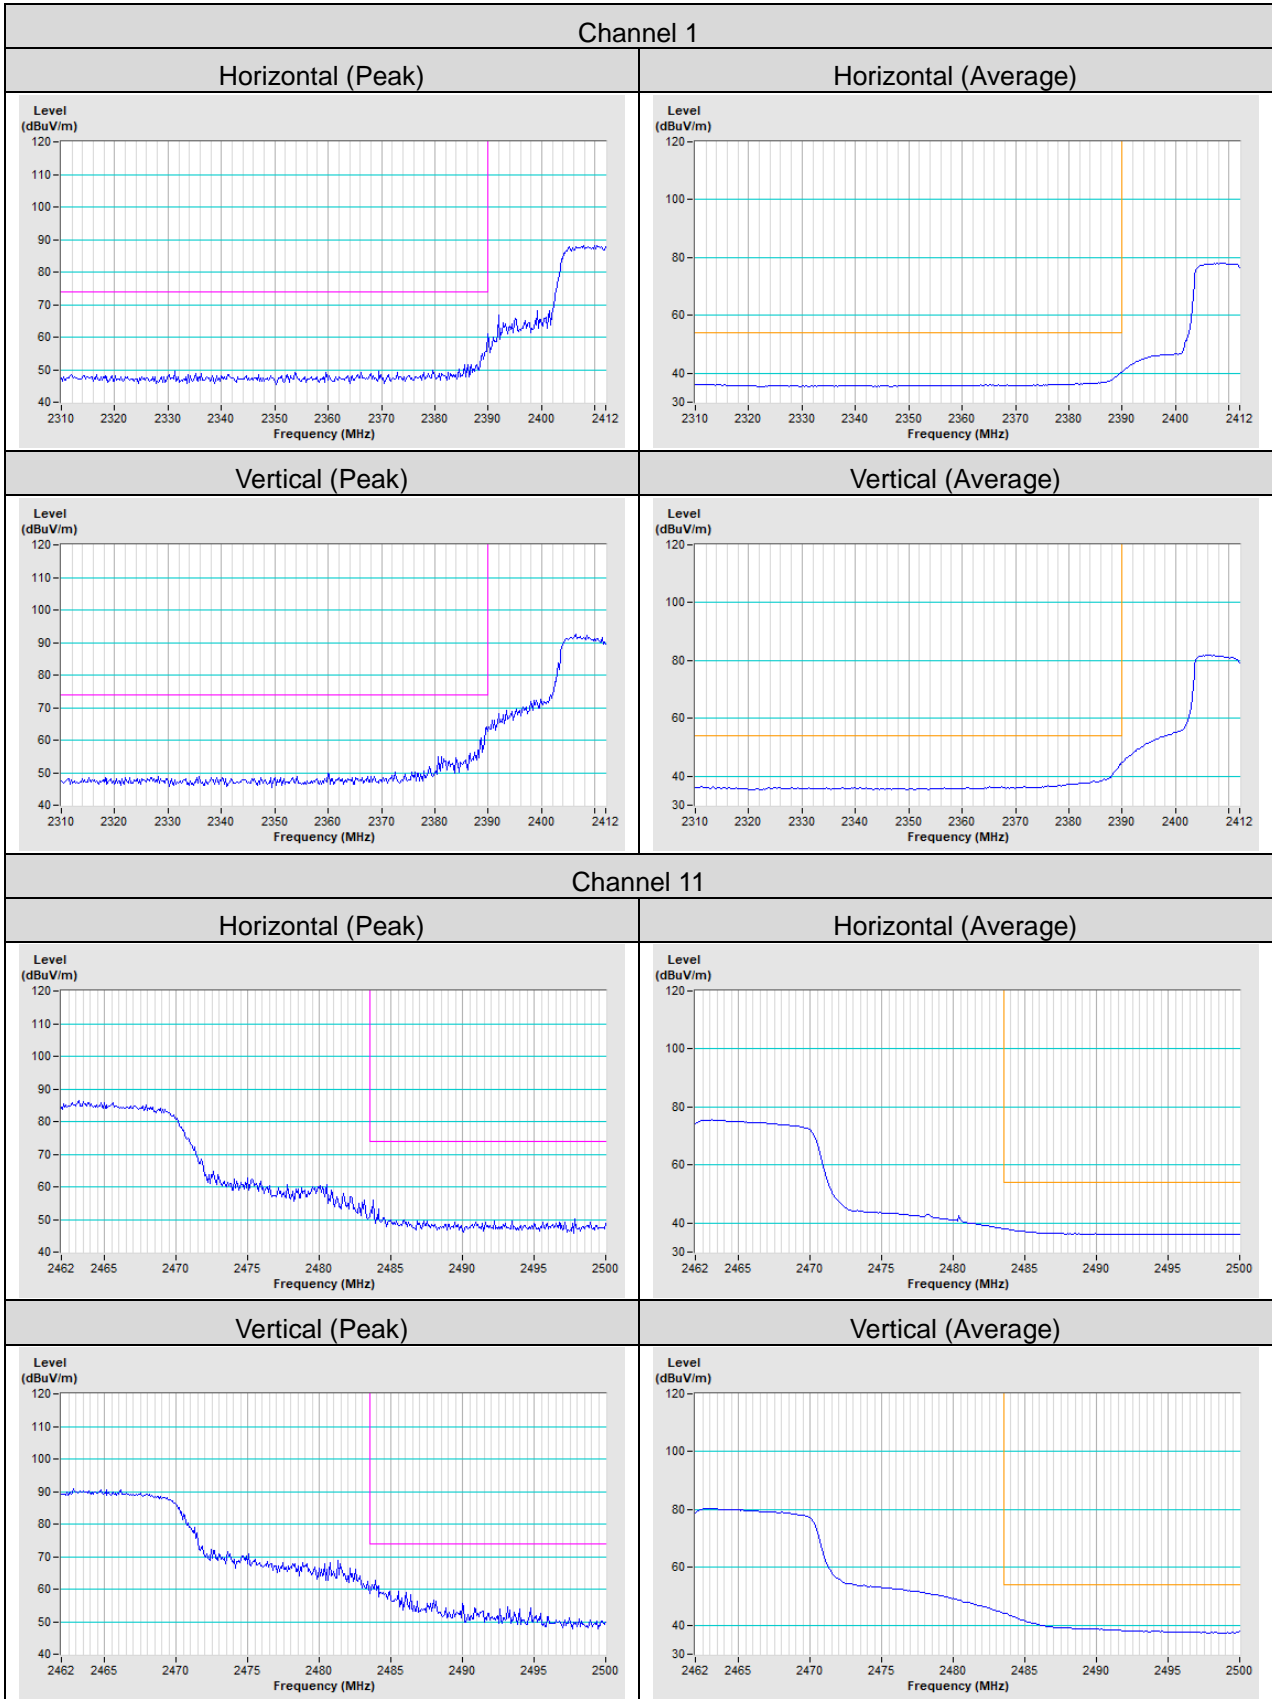 Channel 1
Horizontal (Peak)
Horizontal (Average)
Level
(dBuV/m)
120
110
100
90
80
70
60
50
40
2310 2320 2330 2340 2350 2360 2370 2380 2390 2400 2412
Frequency (MHz)
Level
(dBuV/m)
120
100
80
60
40
30
2310 2320 2330 2340 2350 2360 2370 2380 2390 2400 2412
Frequency (MHz)
Vertical (Peak)
Vertical (Average)
Level
(dBuV/m)
120
110
100
90
80
70
60
50
40
2310 2320 2330 2340 2350 2360 2370 2380 2390 2400 2412
Frequency (MHz)
Level
(dBuV/m)
120
100
80
60
40
30
2310 2320 2330 2340 2350 2360 2370 2380 2390 2400 2412
Frequency (MHz)
Channel 11
Horizontal (Peak)
Horizontal (Average)
Level
(dBuV/m)
120
110
100
90
80
70
60
50
40
2462 2465 2470 2475 2480 2485 2490 2495 2500
Frequency (MHz)
Level
(dBuV/m)
120
100
80
60
40
30
2462 2465 2470 2475 2480 2485 2490 2495 2500
Frequency (MHz)
Vertical (Peak)
Vertical (Average)
Level
(dBuV/m)
120
110
100
90
80
70
60
50
40
2462 2465 2470 2475 2480 2485 2490 2495 2500
Frequency (MHz)
Level
(dBuV/m)
120
100
80
60
40
30
2462 2465 2470 2475 2480 2485 2490 2495 2500
Frequency (MHz)